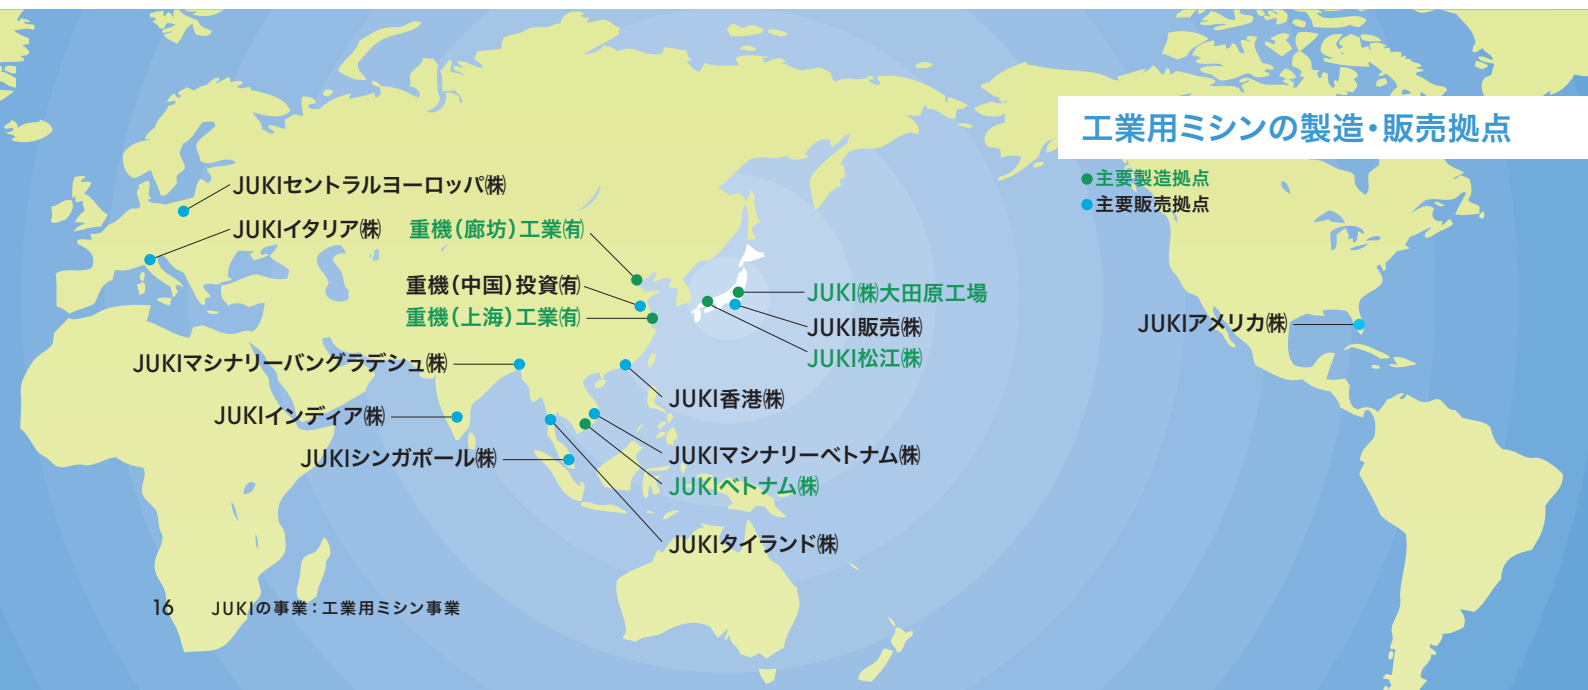 工業用ミシンの製造・販売拠点
●主要製造拠点
●主要販売拠点
JUKIセントラルヨーロッパ㈱
JUKIイタリア㈱
重機(廊坊)工業㈲
重機(中国)投資㈲
重機(上海)工業㈲
JUKI㈱大田原工場
JUKI販売㈱
JUKI松江㈱
JUKIアメリカ㈱
JUKIマシナリーバングラデシュ㈱
JUKI香港㈱
JUKIインディア㈱
JUKIシンガポール㈱
JUKIマシナリーベトナム㈱
JUKIベトナム㈱
JUKIタイランド㈱
16 JUKIの事業:工業用ミシン事業